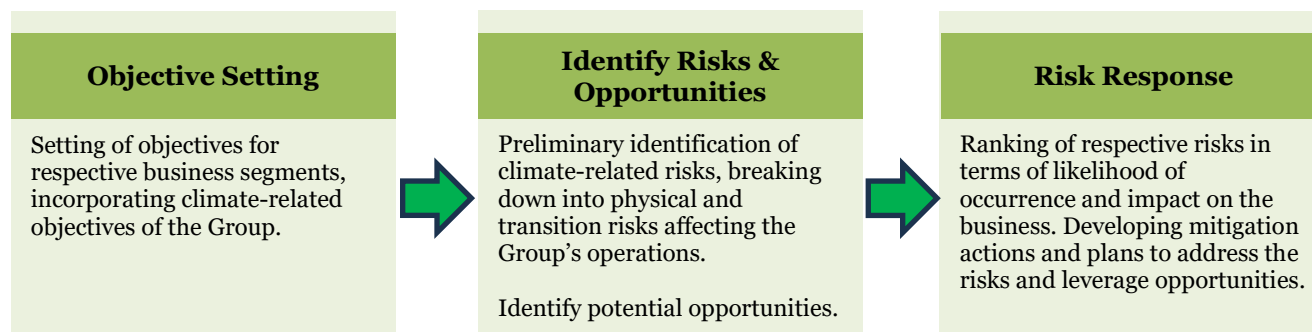 Objective Setting
Setting of objectives for
respective business segments,
incorporating climate-related
objectives of the Group.
Identify Risks &
Opportunities
Preliminary identification of
climate-related risks, breaking
down into physical and
transition risks affecting the
Group’s operations.
Identify potential opportunities.
Risk Response
Ranking of respective risks in
terms of likelihood of
occurrence and impact on the
business. Developing mitigation
actions and plans to address the
risks and leverage opportunities.